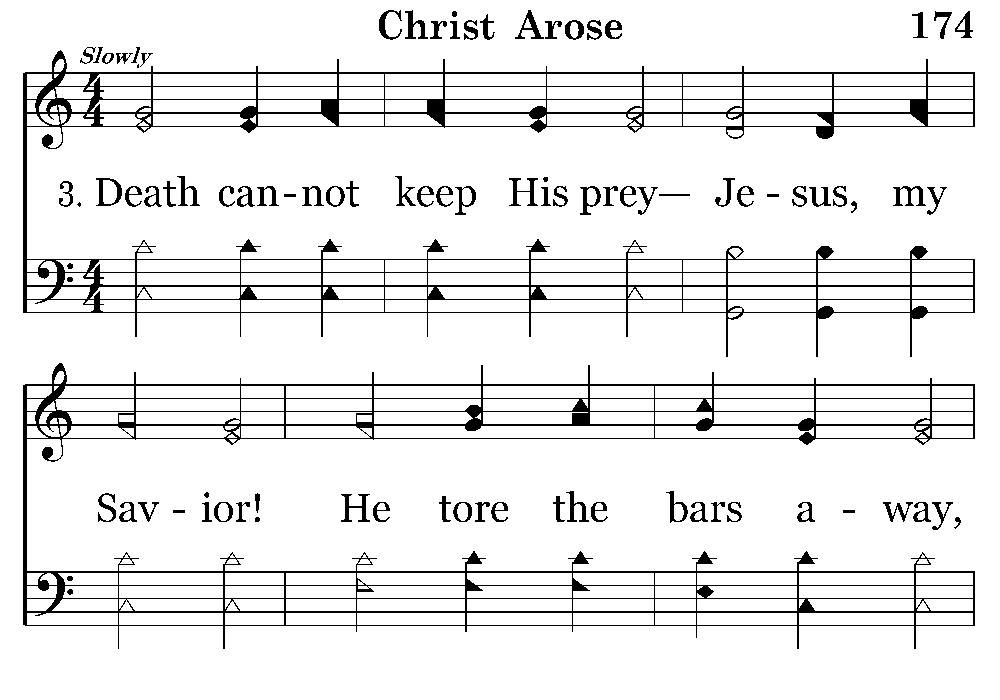 Christ Arose 174
Slowly
3. Death can-not keep His prey— Je - sus, my
Sav - ior! He tore the bars a - way,